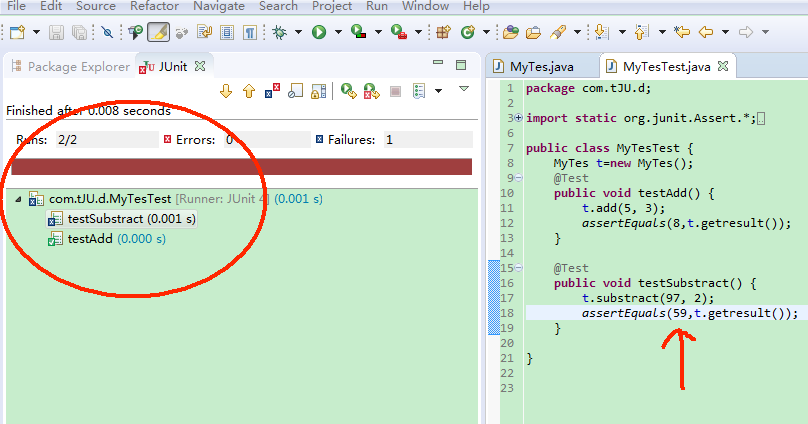 File Edit Source Refactor Navigate Search Project Run Window Help
Package Explorer JUnit
Finished after 0.008 seconds
Runs: 2/2 Errors: 0 Failures: 1
com.tJU.d.MyTesTest [Runner: JUnit 4] (0.001 s)
testSubstract (0.001 s)
testAdd (0.000 s)
MyTes.java MyTesTest.java
1 package com.tJU.d;
2
3 import static org.junit.Assert.*;
6
7 public class MyTesTest {
8 MyTes t=new MyTes();
9 @Test
10 public void testAdd() {
11 t.add(5, 3);
12 assertEquals(8,t.getresult());
13 }
14
15 @Test
16 public void testSubstract() {
17 t.substract(97, 2);
18 assertEquals(59,t.getresult());
19 }
20
21 }
22
23